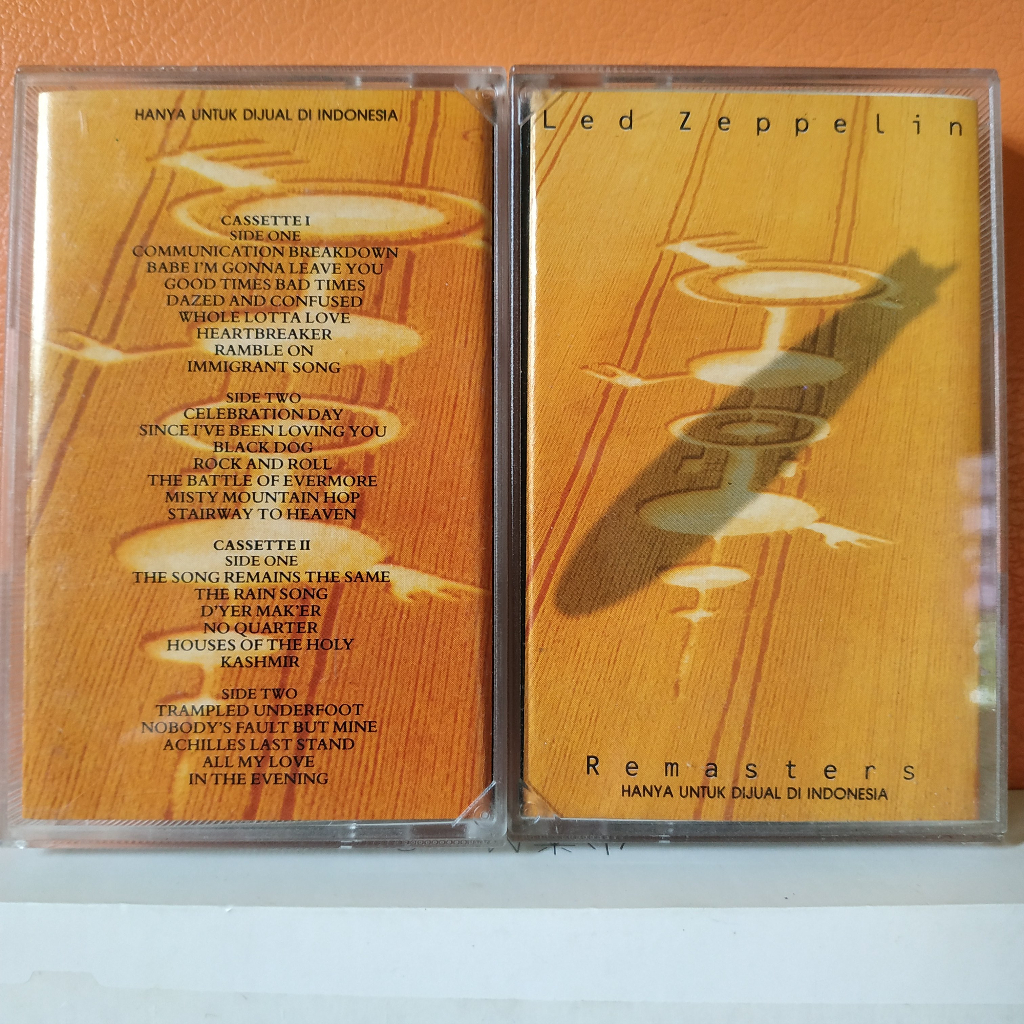 HANYA UNTUK DIJUAL DI INDONESIA
CASSETTE I
SIDE ONE
COMMUNICATION BREAKDOWN
BABE I'M GONNA LEAVE YOU
GOOD TIMES BAD TIMES
DAZED AND CONFUSED
WHOLE LOTTA LOVE
HEARTBREAKER
RAMBLE ON
IMMIGRANT SONG
SIDE TWO
CELEBRATION DAY
SINCE I'VE BEEN LOVING YOU
BLACK DOG
ROCK AND ROLL
THE BATTLE OF EVERMORE
MISTY MOUNTAIN HOP
STAIRWAY TO HEAVEN
CASSETTE II
SIDE ONE
THE SONG REMAINS THE SAME
THE RAIN SONG
D'YER MAK'ER
NO QUARTER
HOUSES OF THE HOLY
KASHMIR
SIDE TWO
TRAMPLED UNDERFOOT
NOBODY'S FAULT BUT MINE
ACHILLES LAST STAND
ALL MY LOVE
IN THE EVENING
Led Zeppelin
Remasters
HANYA UNTUK DIJUAL DI INDONESIA